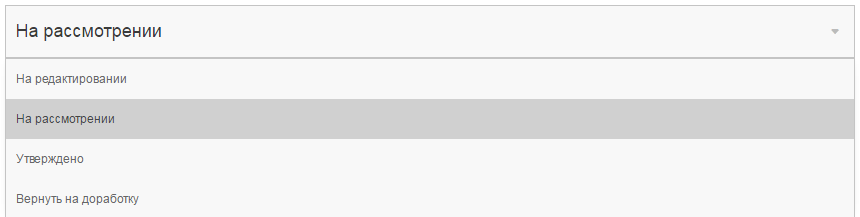 На рассмотрении
На редактировании
На рассмотрении
Утверждено
Вернуть на доработку